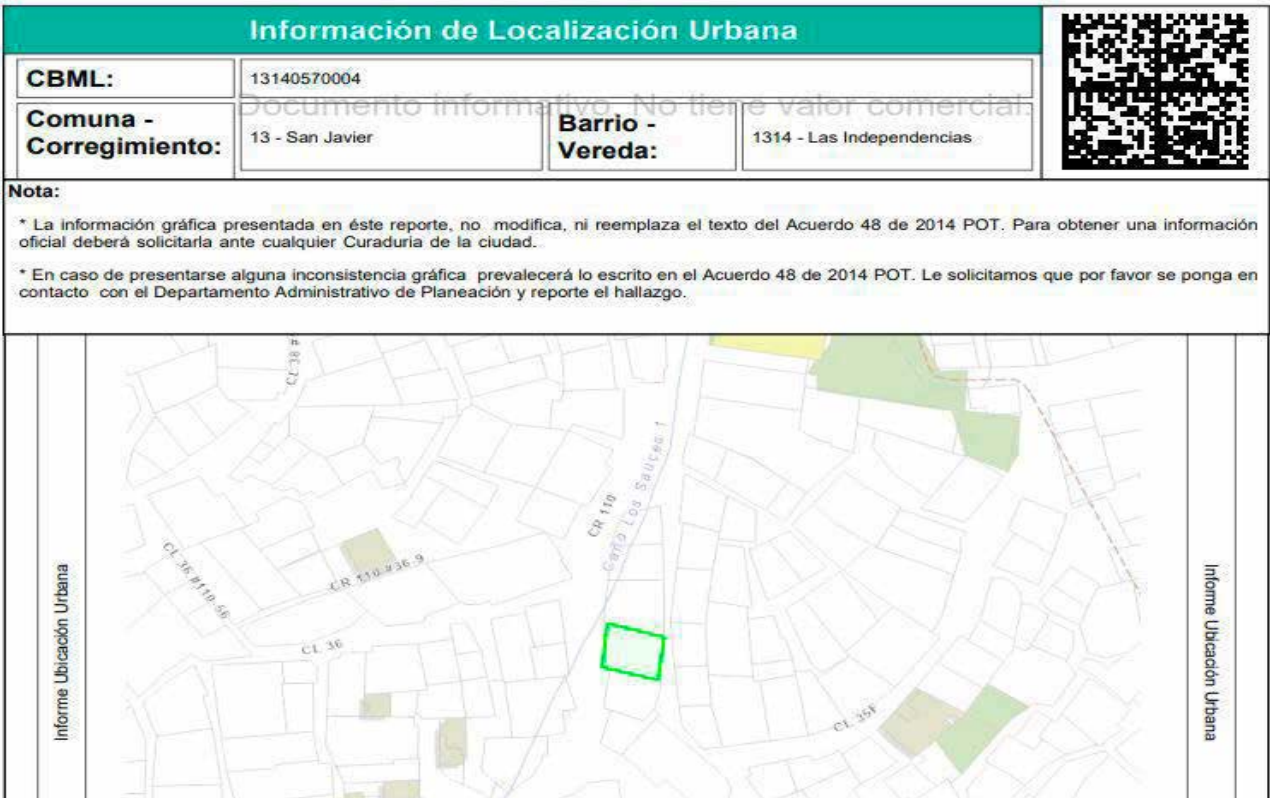 Información de Localización Urbana
CBML:
13140570004
Documento informativo. No tiene valor comercial.
Comuna -
Corregimiento:
13 - San Javier
Barrio -
Vereda:
1314 - Las Independencias
Nota:
* La información gráfica presentada en éste reporte, no modifica, ni reemplaza el texto del Acuerdo 48 de 2014 POT. Para obtener una información
oficial deberá solicitarla ante cualquier Curaduria de la ciudad.
* En caso de presentarse alguna inconsistencia gráfica prevalecerá lo escrito en el Acuerdo 48 de 2014 POT. Le solicitamos que por favor se ponga en
contacto con el Departamento Administrativo de Planeación y reporte el hallazgo.
CL 38 #
Caño Los Sauces 1
CR 110
CL 36 #110-56
CR 110 #36-9
CL 36
CL 35F
Informe Ubicación Urbana
Informe Ubicación Urbana